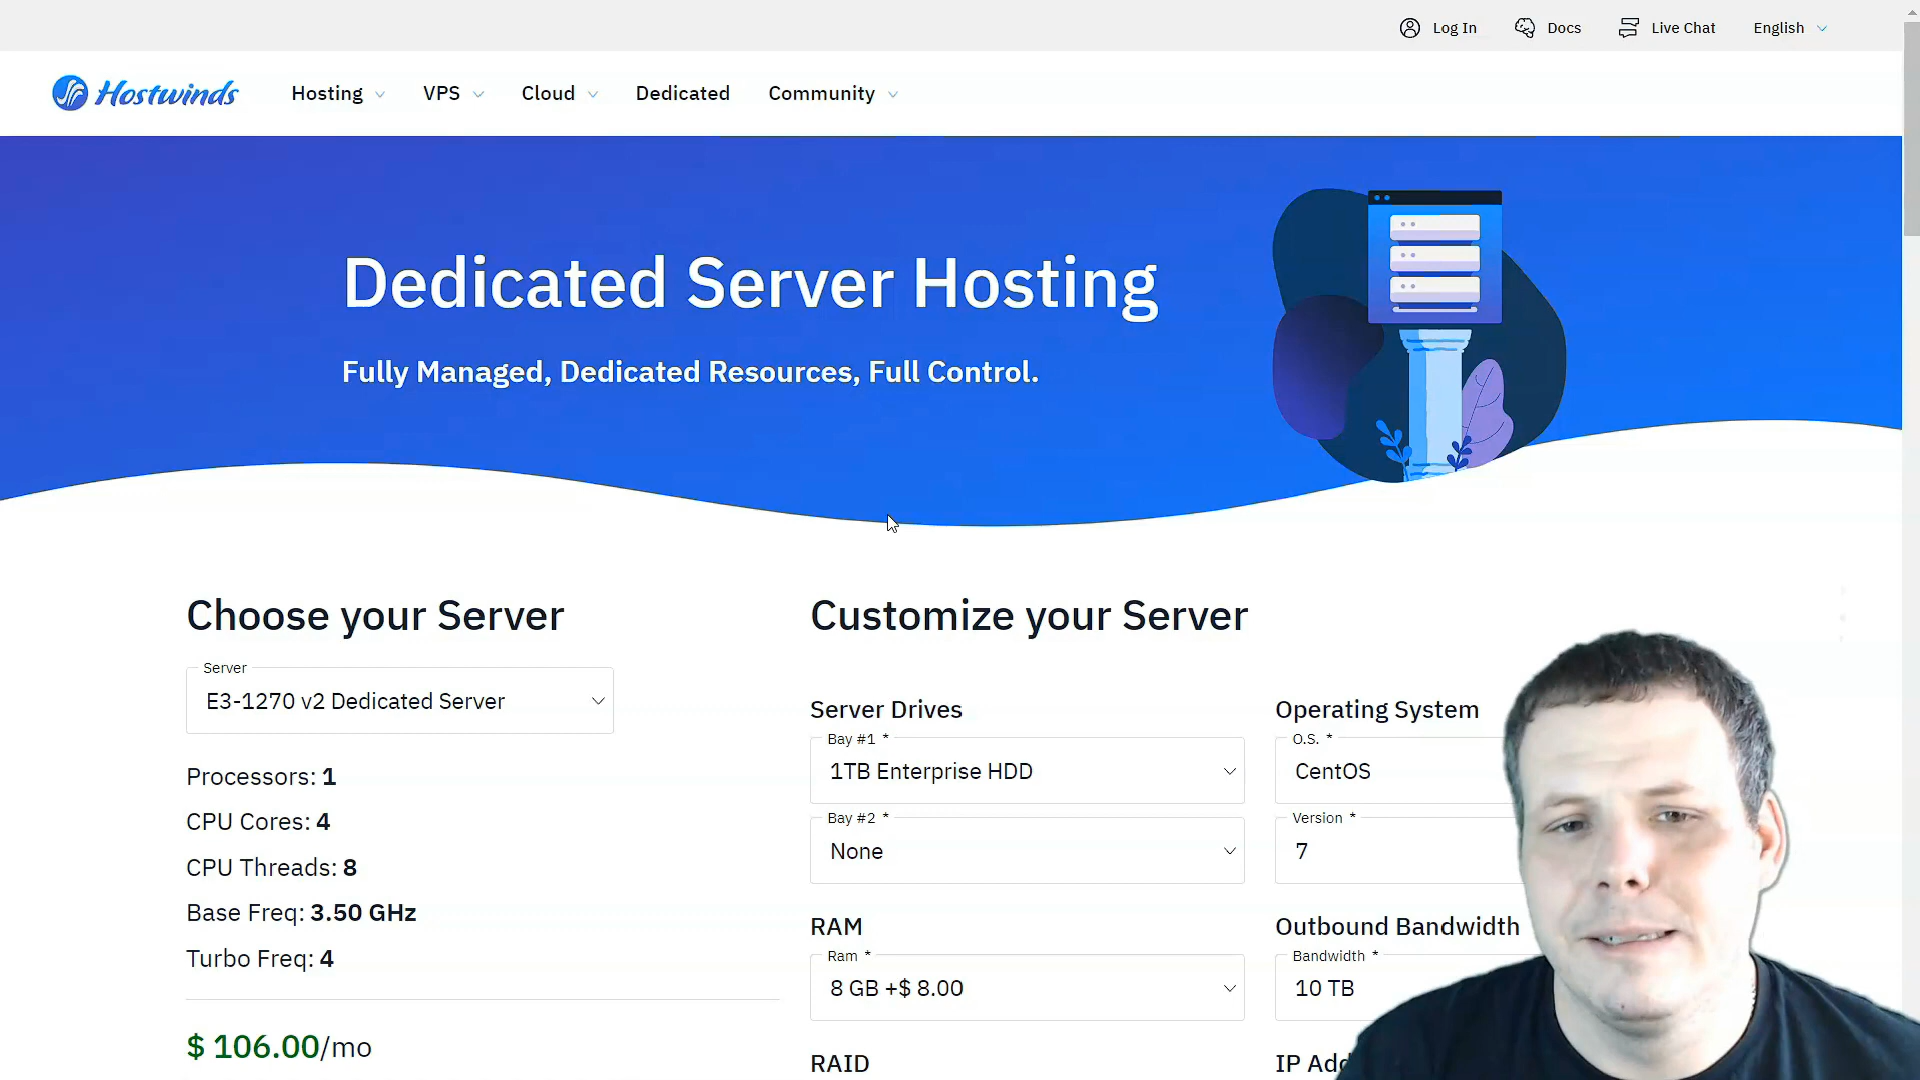 Log In
Docs
Live Chat
English
Hostwinds
Hosting
VPS
Cloud
Dedicated
Community
Dedicated Server Hosting
Fully Managed, Dedicated Resources, Full Control.
Choose your Server
Server
E3-1270 v2 Dedicated Server
Processors: 1
CPU Cores: 4
CPU Threads: 8
Base Freq: 3.50 GHz
Turbo Freq: 4
$ 106.00/mo
Customize your Server
Server Drives
Bay #1 *
1TB Enterprise HDD
Bay #2 *
None
RAM
Ram *
8 GB +$ 8.00
RAID
Operating System
O.S. *
CentOS
Version *
7
Outbound Bandwidth
Bandwidth *
10 TB
IP Add